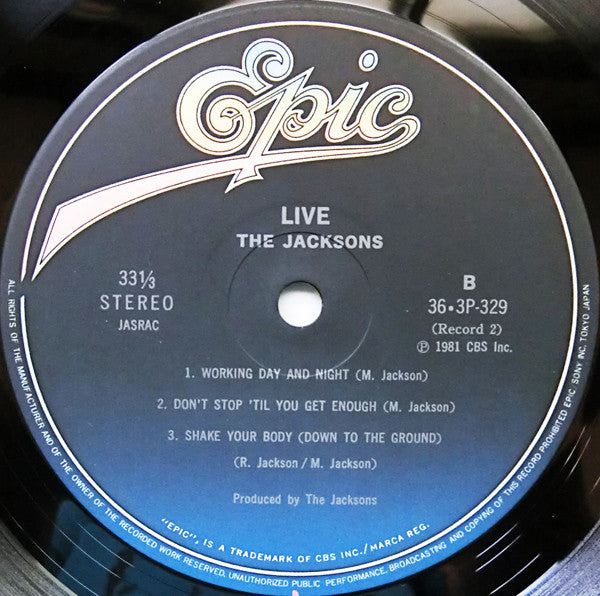 Epic
LIVE
THE JACKSONS
33⅓
STEREO
JASRAC
B
36•3P-329
(Record 2)
℗ 1981 CBS Inc.
1. WORKING DAY AND NIGHT (M. Jackson)
2. DON'T STOP 'TIL YOU GET ENOUGH (M. Jackson)
3. SHAKE YOUR BODY (DOWN TO THE GROUND)
(R. Jackson/M. Jackson)
Produced by The Jacksons
"EPIC", IS A TRADEMARK OF CBS INC./MARCA REG.
ALL RIGHTS OF THE MANUFACTURER AND OF THE OWNER OF THE RECORDED WORK RESERVED. UNAUTHORIZED PUBLIC PERFORMANCE, BROADCASTING AND COPYING OF THIS RECORD PROHIBITED EPIC/SONY INC. TOKYO JAPAN